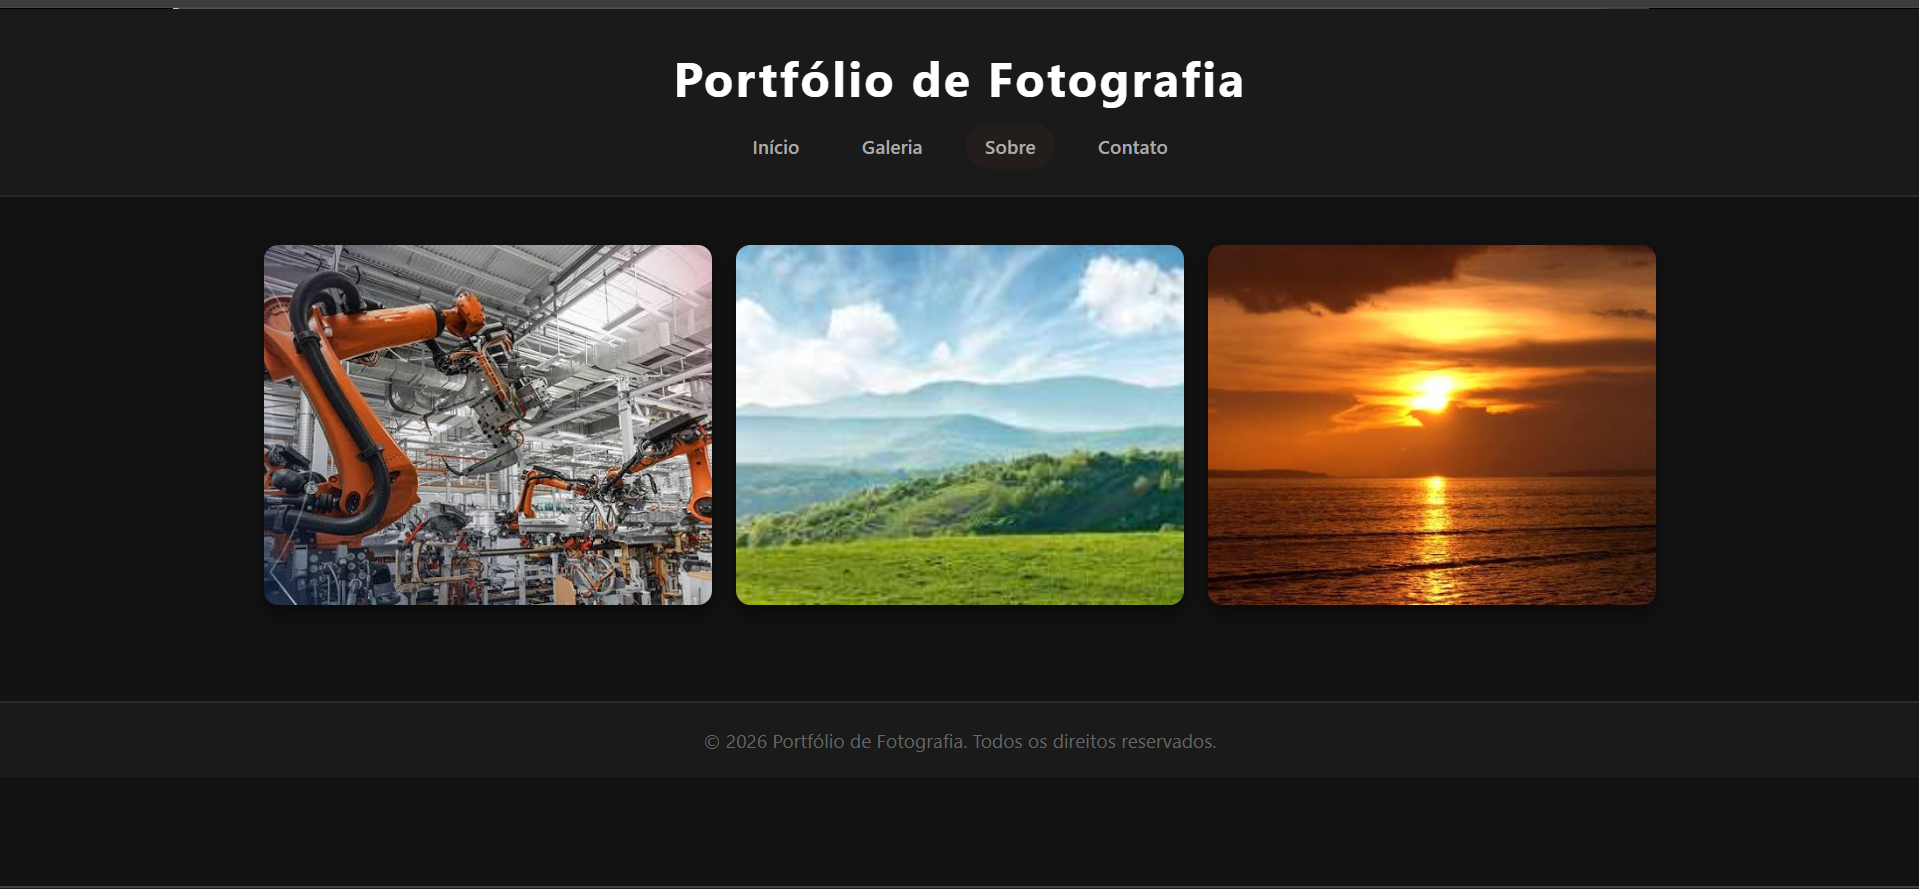 Portfólio de Fotografia
Início Galeria Sobre Contato
© 2026 Portfólio de Fotografia. Todos os direitos reservados.